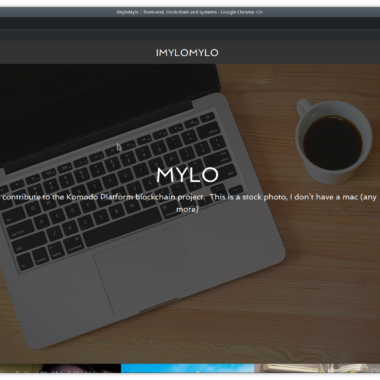 iMyloMylo | front-end, blockchain and systems - Google Chrome <2>
IMYLOMYLO
MYLO
contribute to the Komodo Platform blockchain project. This is a stock photo, I don't have a mac (any
more)